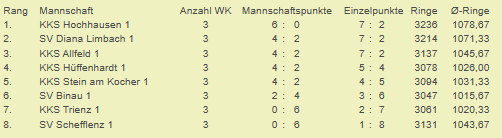 Rang Mannschaft Anzahl WK Mannschaftspunkte Einzelpunkte Ringe Ø-Ringe
1. KKS Hochhausen 1 3 6 : 0 7 : 2 3236 1078,67
2. SV Diana Limbach 1 3 4 : 2 7 : 2 3214 1071,33
3. KKS Allfeld 1 3 4 : 2 7 : 2 3137 1045,67
4. KKS Hüffenhardt 1 3 4 : 2 5 : 4 3078 1026,00
5. KKS Stein am Kocher 1 3 4 : 2 4 : 5 3094 1031,33
6. SV Binau 1 3 2 : 4 3 : 6 3047 1015,67
7. KKS Trienz 1 3 0 : 6 2 : 7 3061 1020,33
8. SV Schefflenz 1 3 0 : 6 1 : 8 3131 1043,67